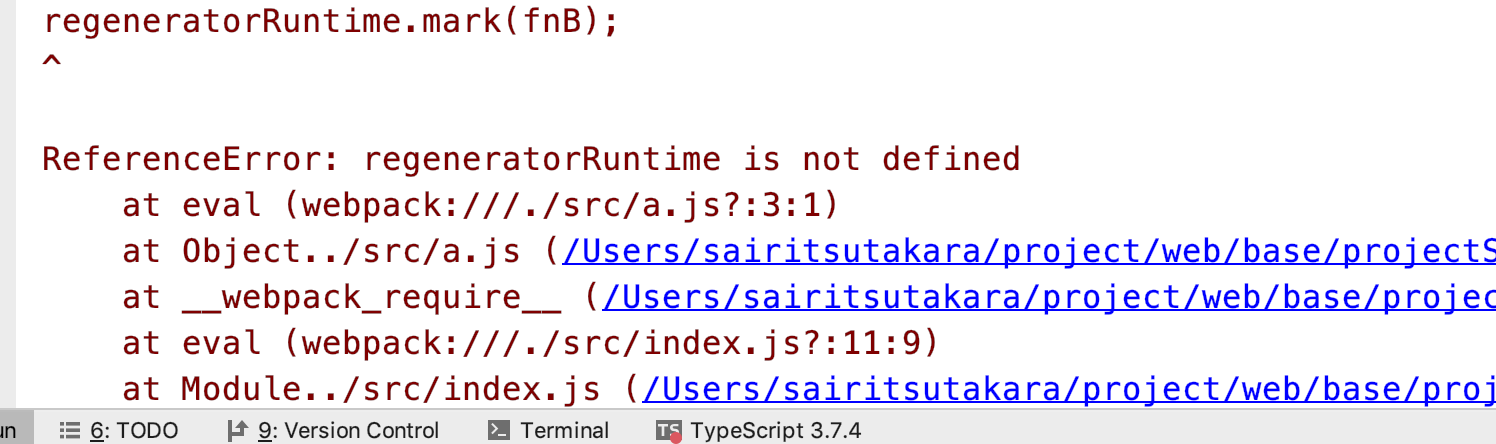 regeneratorRuntime.mark(fnB);
^
ReferenceError: regeneratorRuntime is not defined
at eval (webpack:///./src/a.js?:3:1)
at Object../src/a.js (/Users/sairitsutakara/project/web/base/projectS
at __webpack_require__ (/Users/sairitsutakara/project/web/base/projec
at eval (webpack:///./src/index.js?:11:9)
at Module../src/index.js (/Users/sairitsutakara/project/web/base/proj
un 6: TODO 9: Version Control Terminal TS TypeScript 3.7.4